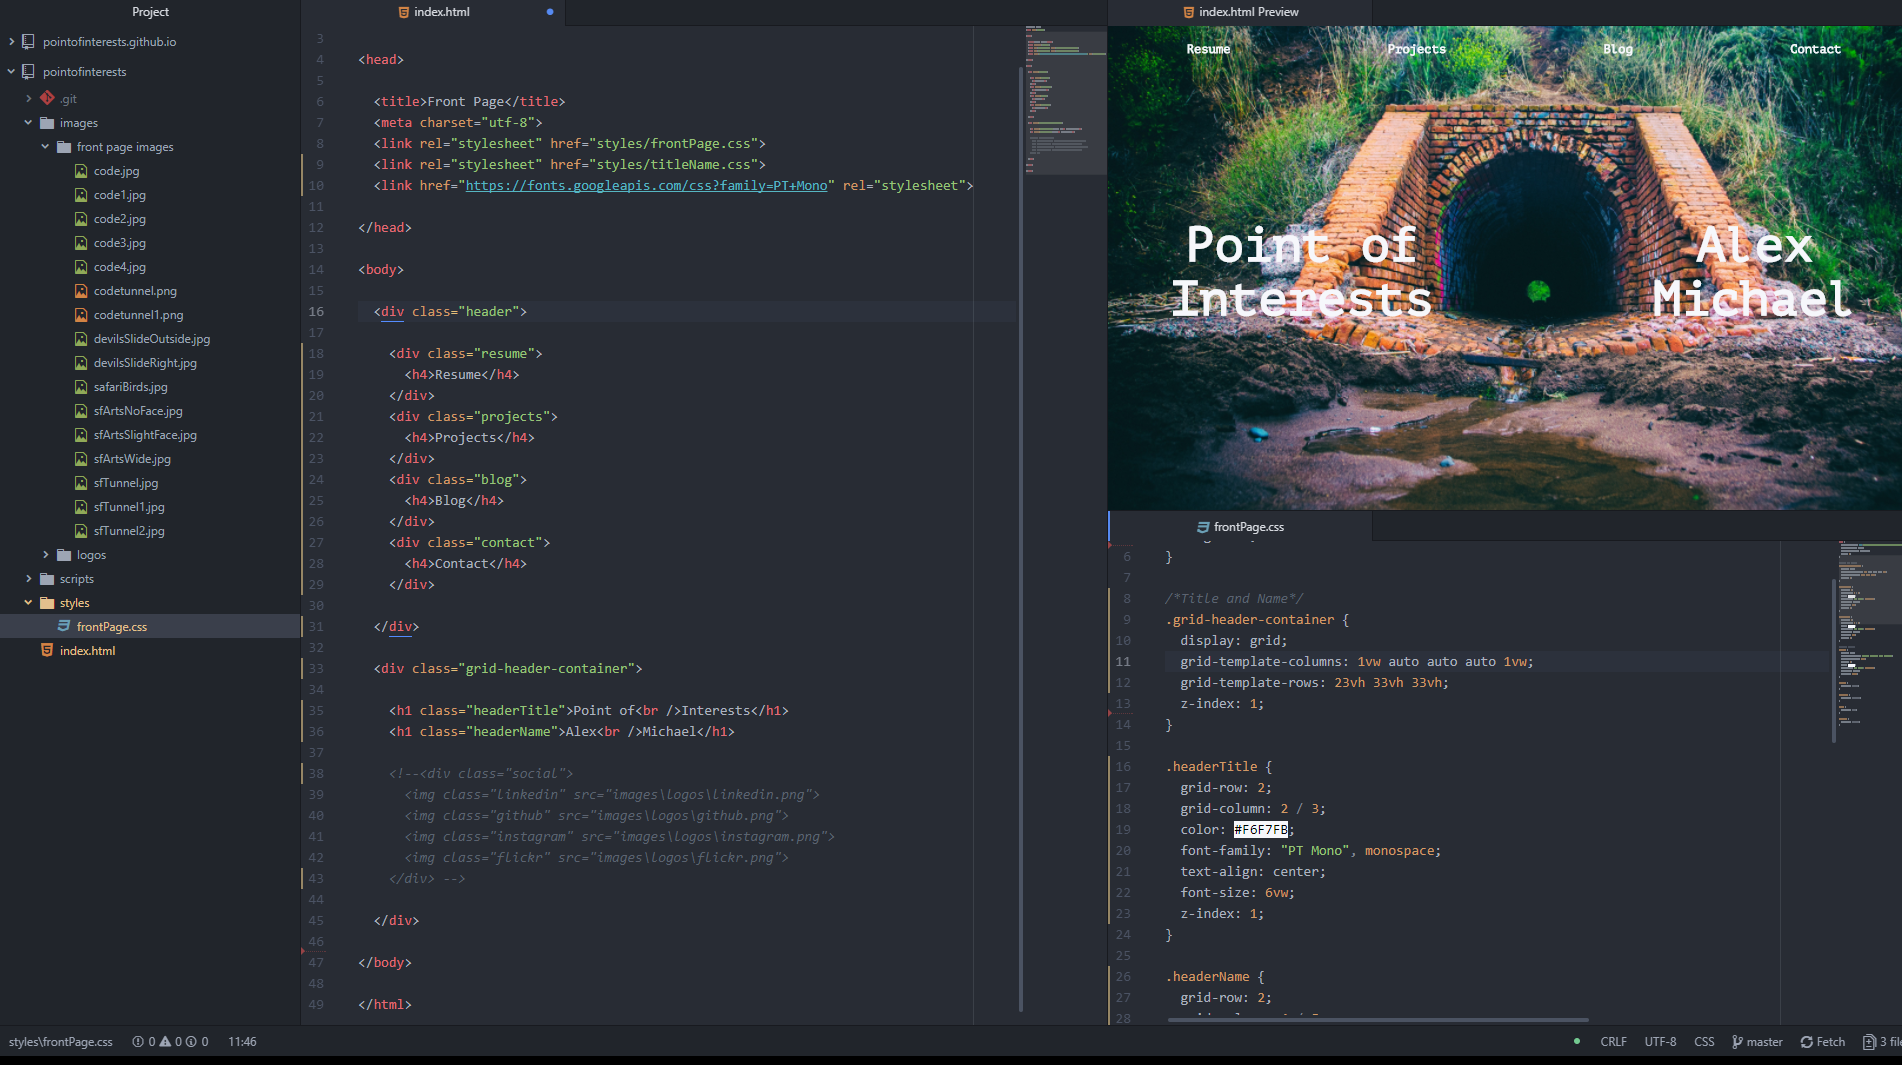 Project
pointofinterests.github.io
pointofinterests
.git
images
front page images
code.jpg
code1.jpg
code2.jpg
code3.jpg
code4.jpg
codetunnel.png
codetunnel1.png
devilsSlideOutside.jpg
devilsSlideRight.jpg
safariBirds.jpg
sfArtsNoFace.jpg
sfArtsSlightFace.jpg
sfArtsWide.jpg
sfTunnel.jpg
sfTunnel1.jpg
sfTunnel2.jpg
logos
scripts
styles
frontPage.css
index.html
index.html
3
4 <head>
5
6 <title>Front Page</title>
7 <meta charset="utf-8">
8 <link rel="stylesheet" href="styles/frontPage.css">
9 <link rel="stylesheet" href="styles/titleName.css">
10 <link href="https://fonts.googleapis.com/css?family=PT+Mono" rel="stylesheet">
11
12 </head>
13
14 <body>
15
16 <div class="header">
17
18 <div class="resume">
19 <h4>Resume</h4>
20 </div>
21 <div class="projects">
22 <h4>Projects</h4>
23 </div>
24 <div class="blog">
25 <h4>Blog</h4>
26 </div>
27 <div class="contact">
28 <h4>Contact</h4>
29 </div>
30
31 </div>
32
33 <div class="grid-header-container">
34
35 <h1 class="headerTitle">Point of<br />Interests</h1>
36 <h1 class="headerName">Alex<br />Michael</h1>
37
38 <!--<div class="social">
39 <img class="linkedin" src="images\logos\linkedin.png">
40 <img class="github" src="images\logos\github.png">
41 <img class="instagram" src="images\logos\instagram.png">
42 <img class="flickr" src="images\logos\flickr.png">
43 </div> -->
44
45 </div>
46
47 </body>
48
49 </html>
index.html Preview
Resume Projects Blog Contact
Point of Alex
Interests Michael
frontPage.css
6 }
7
8 /*Title and Name*/
9 .grid-header-container {
10 display: grid;
11 grid-template-columns: 1vw auto auto auto 1vw;
12 grid-template-rows: 23vh 33vh 33vh;
13 z-index: 1;
14 }
15
16 .headerTitle {
17 grid-row: 2;
18 grid-column: 2 / 3;
19 color: #F6F7FB;
20 font-family: "PT Mono", monospace;
21 text-align: center;
22 font-size: 6vw;
23 z-index: 1;
24 }
25
26 .headerName {
27 grid-row: 2;
28
styles\frontPage.css 0 0 0 11:46 CRLF UTF-8 CSS master Fetch 3